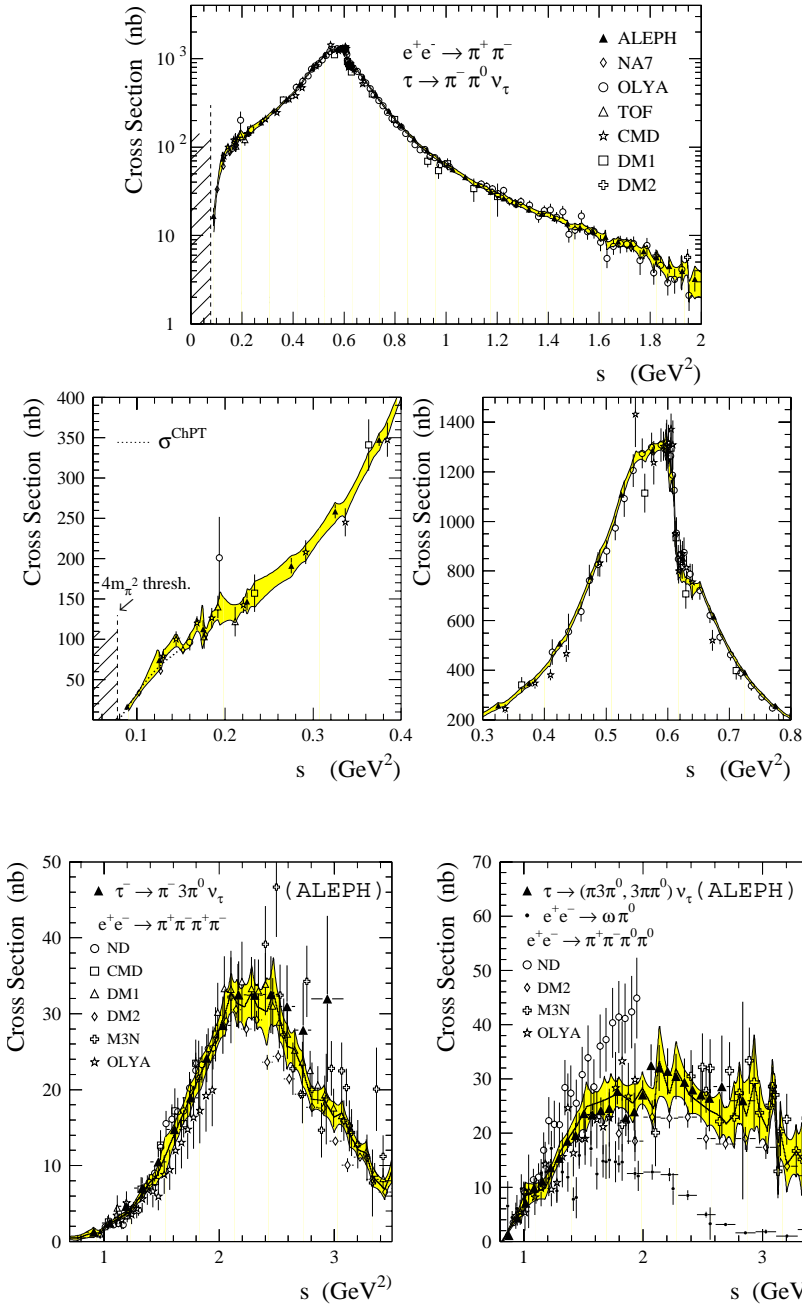 Cross Section (nb)
10³
10²
10
1
e⁺e⁻ → π⁺ π⁻
τ → π⁻ π⁰ ν_τ
ALEPH
NA7
OLYA
TOF
CMD
DM1
DM2
0 0.2 0.4 0.6 0.8 1 1.2 1.4 1.6 1.8 2
s (GeV²)
Cross Section (nb)
400
350
300
250
200
150
100
50
σ^ChPT
4m_π² thresh.
0.1 0.2 0.3 0.4
s (GeV²)
Cross Section (nb)
1400
1200
1000
800
600
400
200
0.3 0.4 0.5 0.6 0.7 0.8
s (GeV²)
Cross Section (nb)
50
40
30
20
10
0
τ⁻ → π⁻ 3π⁰ ν_τ (ALEPH)
e⁺e⁻ → π⁺π⁻π⁺π⁻
ND
CMD
DM1
DM2
M3N
OLYA
1 2 3
s (GeV²)
Cross Section (nb)
70
60
50
40
30
20
10
0
τ → (π3π⁰, 3ππ⁰) ν_τ (ALEPH)
e⁺e⁻ → ωπ⁰
e⁺e⁻ → π⁺π⁻π⁰π⁰
ND
DM2
M3N
OLYA
1 2 3
s (GeV